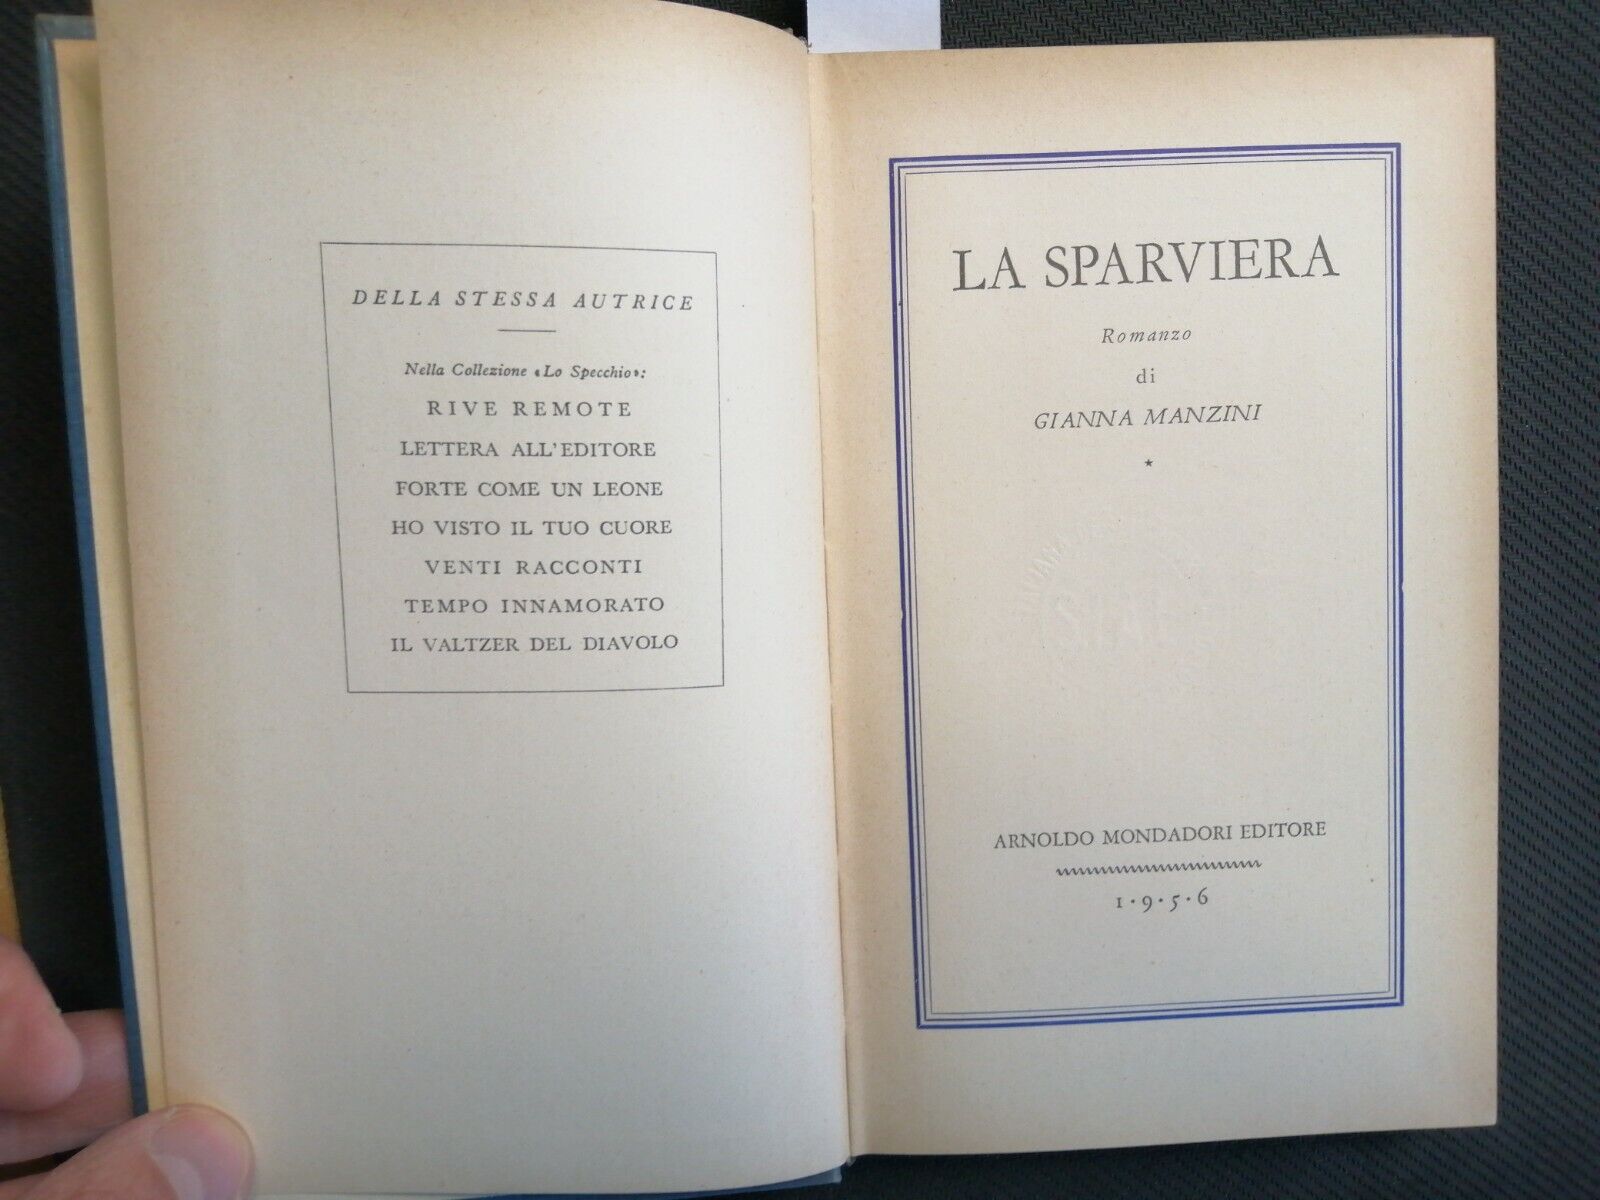 DELLA STESSA AUTRICE
Nella Collezione «Lo Specchio»:
RIVE REMOTE
LETTERA ALL'EDITORE
FORTE COME UN LEONE
HO VISTO IL TUO CUORE
VENTI RACCONTI
TEMPO INNAMORATO
IL VALTZER DEL DIAVOLO
LA SPARVIERA
Romanzo
di
GIANNA MANZINI
★
ARNOLDO MONDADORI EDITORE
1·9·5·6